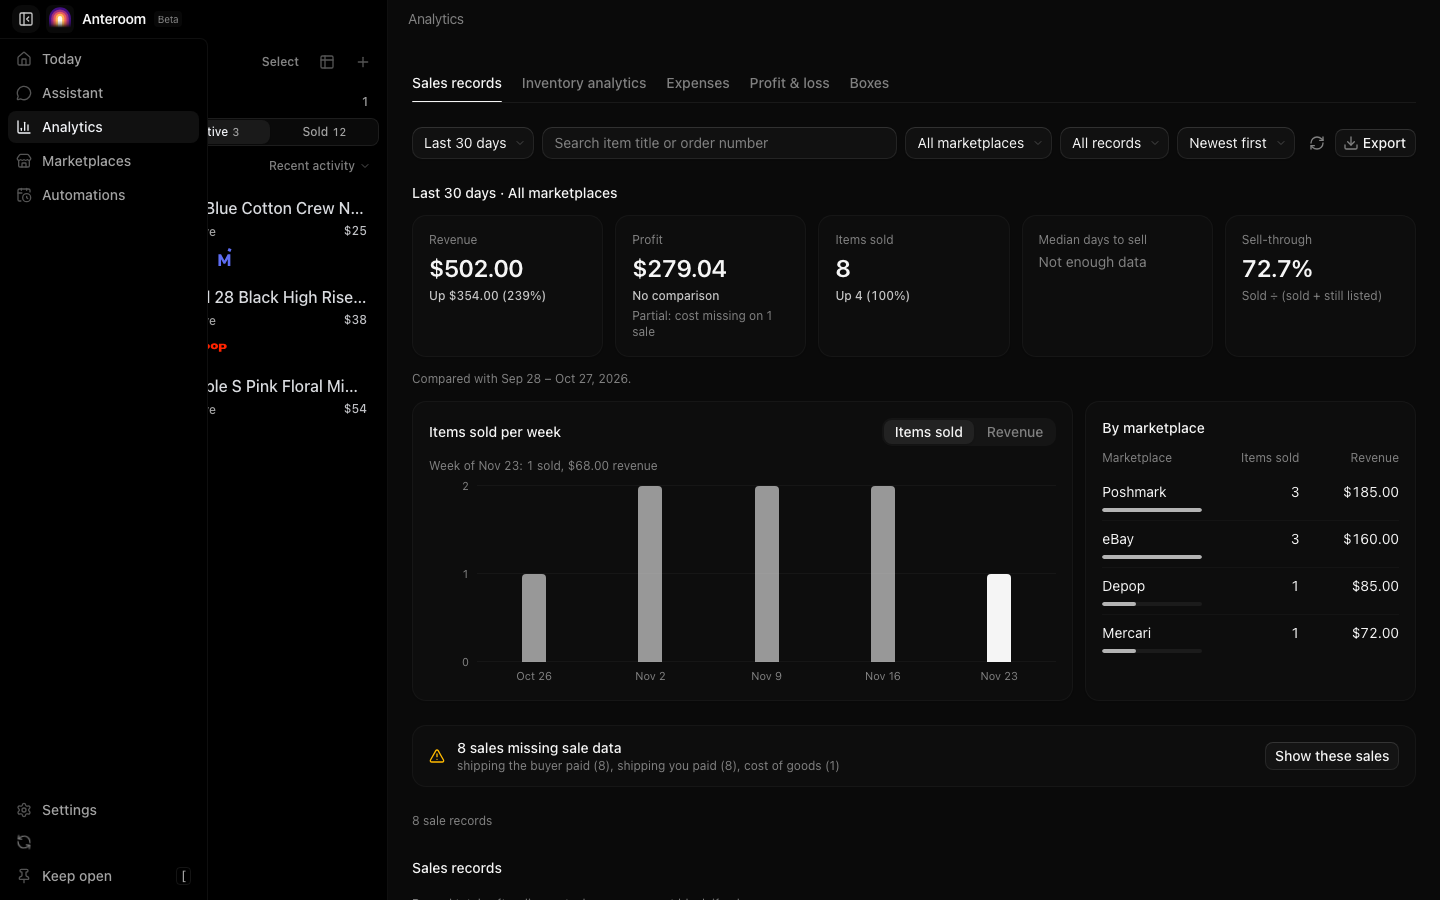 Anteroom Beta
Today
Assistant
Analytics
Marketplaces
Automations
Settings
Keep open [
Select
1
tive 3
Sold 12
Recent activity
Blue Cotton Crew N...
$25
28 Black High Rise...
$38
Pink Floral Mi...
$54
Analytics
Sales records
Inventory analytics
Expenses
Profit & loss
Boxes
Last 30 days
Search item title or order number
All marketplaces
All records
Newest first
Export
Last 30 days · All marketplaces
Revenue
$502.00
Up $354.00 (239%)
Profit
$279.04
No comparison
Partial: cost missing on 1
sale
Items sold
8
Up 4 (100%)
Median days to sell
Not enough data
Sell-through
72.7%
Sold ÷ (sold + still listed)
Compared with Sep 28 – Oct 27, 2026.
Items sold per week
Items sold
Revenue
Week of Nov 23: 1 sold, $68.00 revenue
2
1
0
Oct 26
Nov 2
Nov 9
Nov 16
Nov 23
By marketplace
Marketplace Items sold Revenue
Poshmark 3 $185.00
eBay 3 $160.00
Depop 1 $85.00
Mercari 1 $72.00
8 sales missing sale data
shipping the buyer paid (8), shipping you paid (8), cost of goods (1)
Show these sales
8 sale records
Sales records